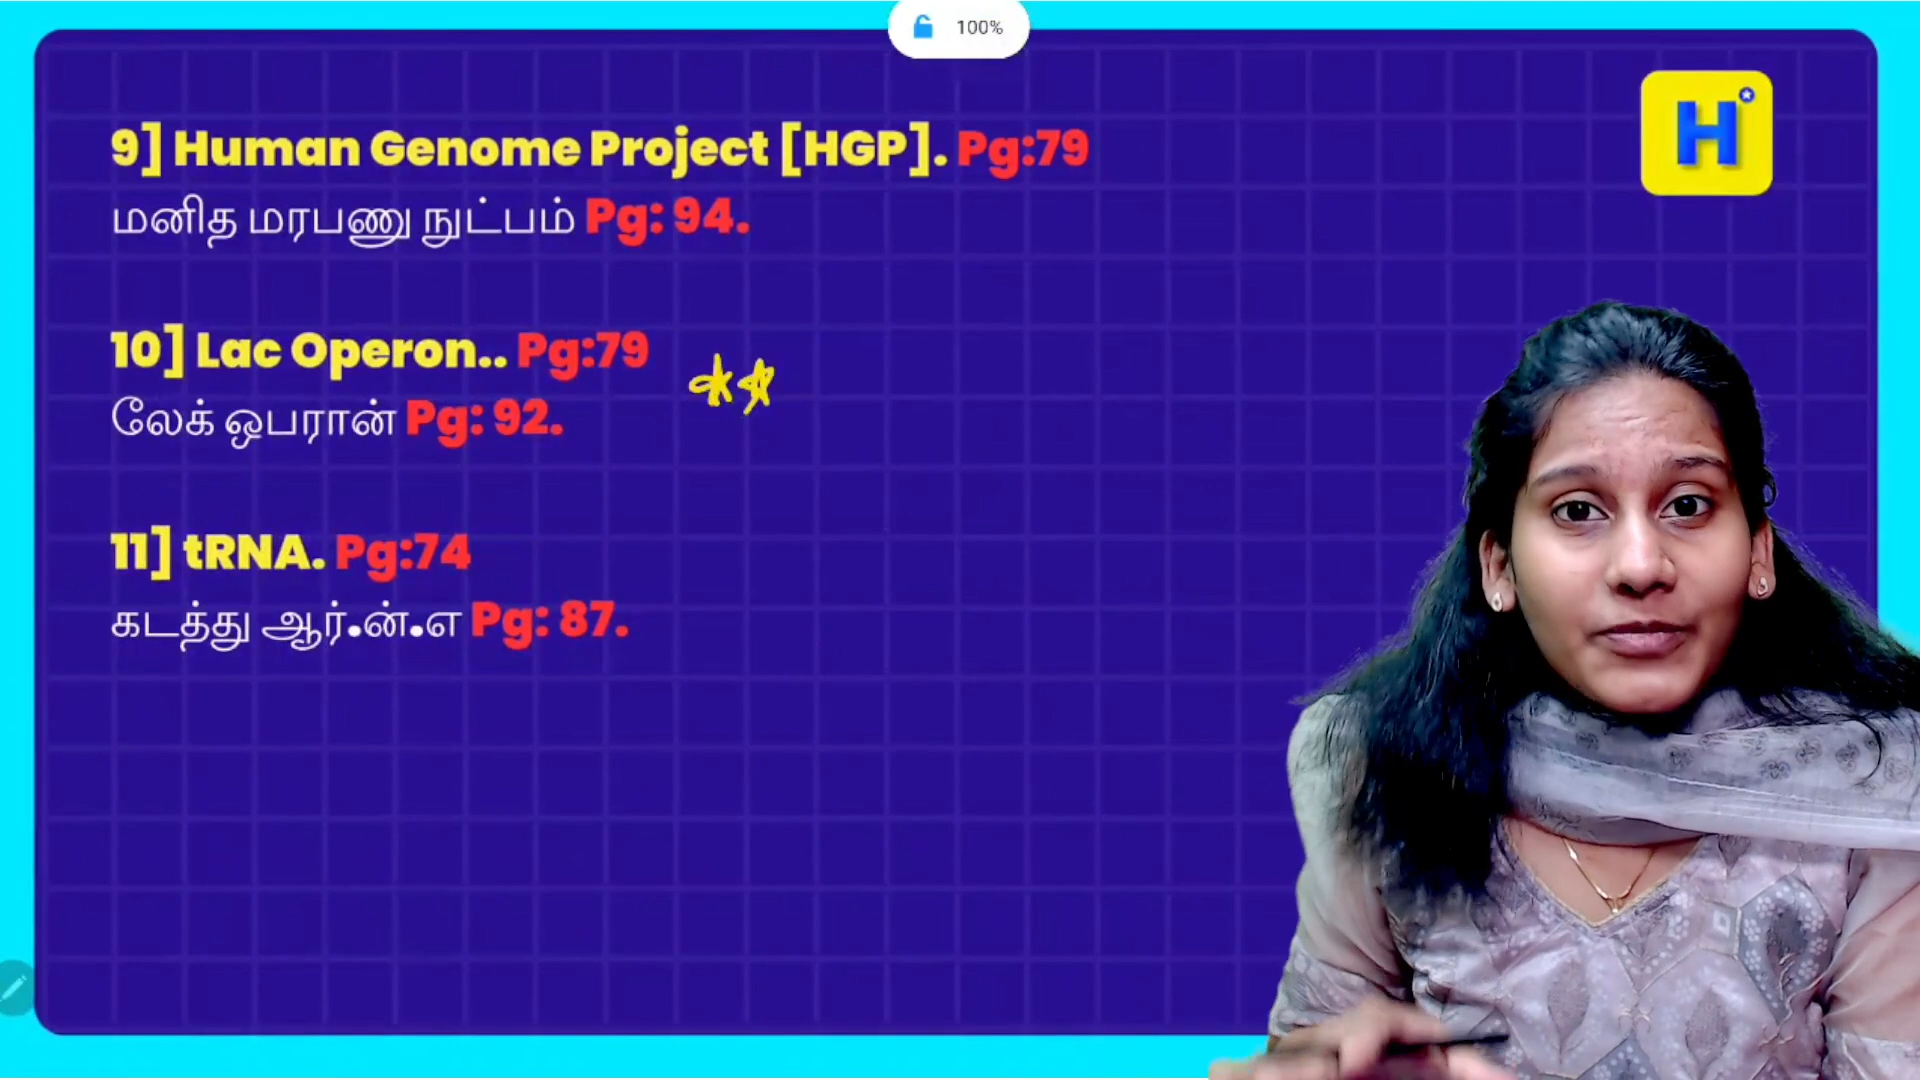 100%
H
9] Human Genome Project [HGP]. Pg:79
மனித மரபணு நுட்பம் Pg: 94.
10] Lac Operon.. Pg:79
லேக் ஒபரான் Pg: 92.
11] tRNA. Pg:74
கடத்து ஆர்.ன்.எ Pg: 87.